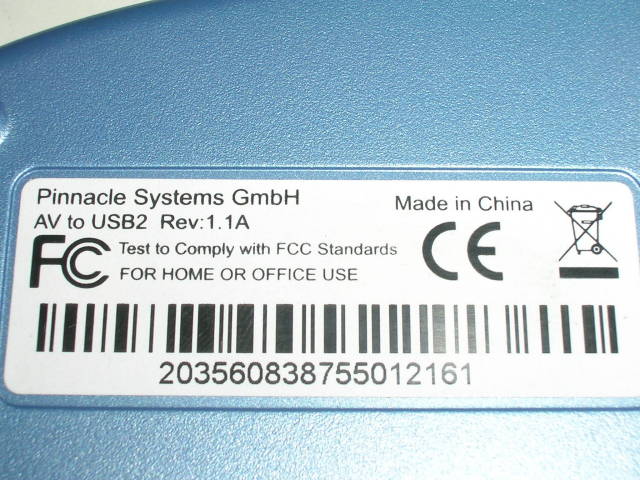 Pinnacle Systems GmbH
AV to USB2 Rev:1.1A
Made in China
FC Test to Comply with FCC Standards
FOR HOME OR OFFICE USE
CE
203560838755012161